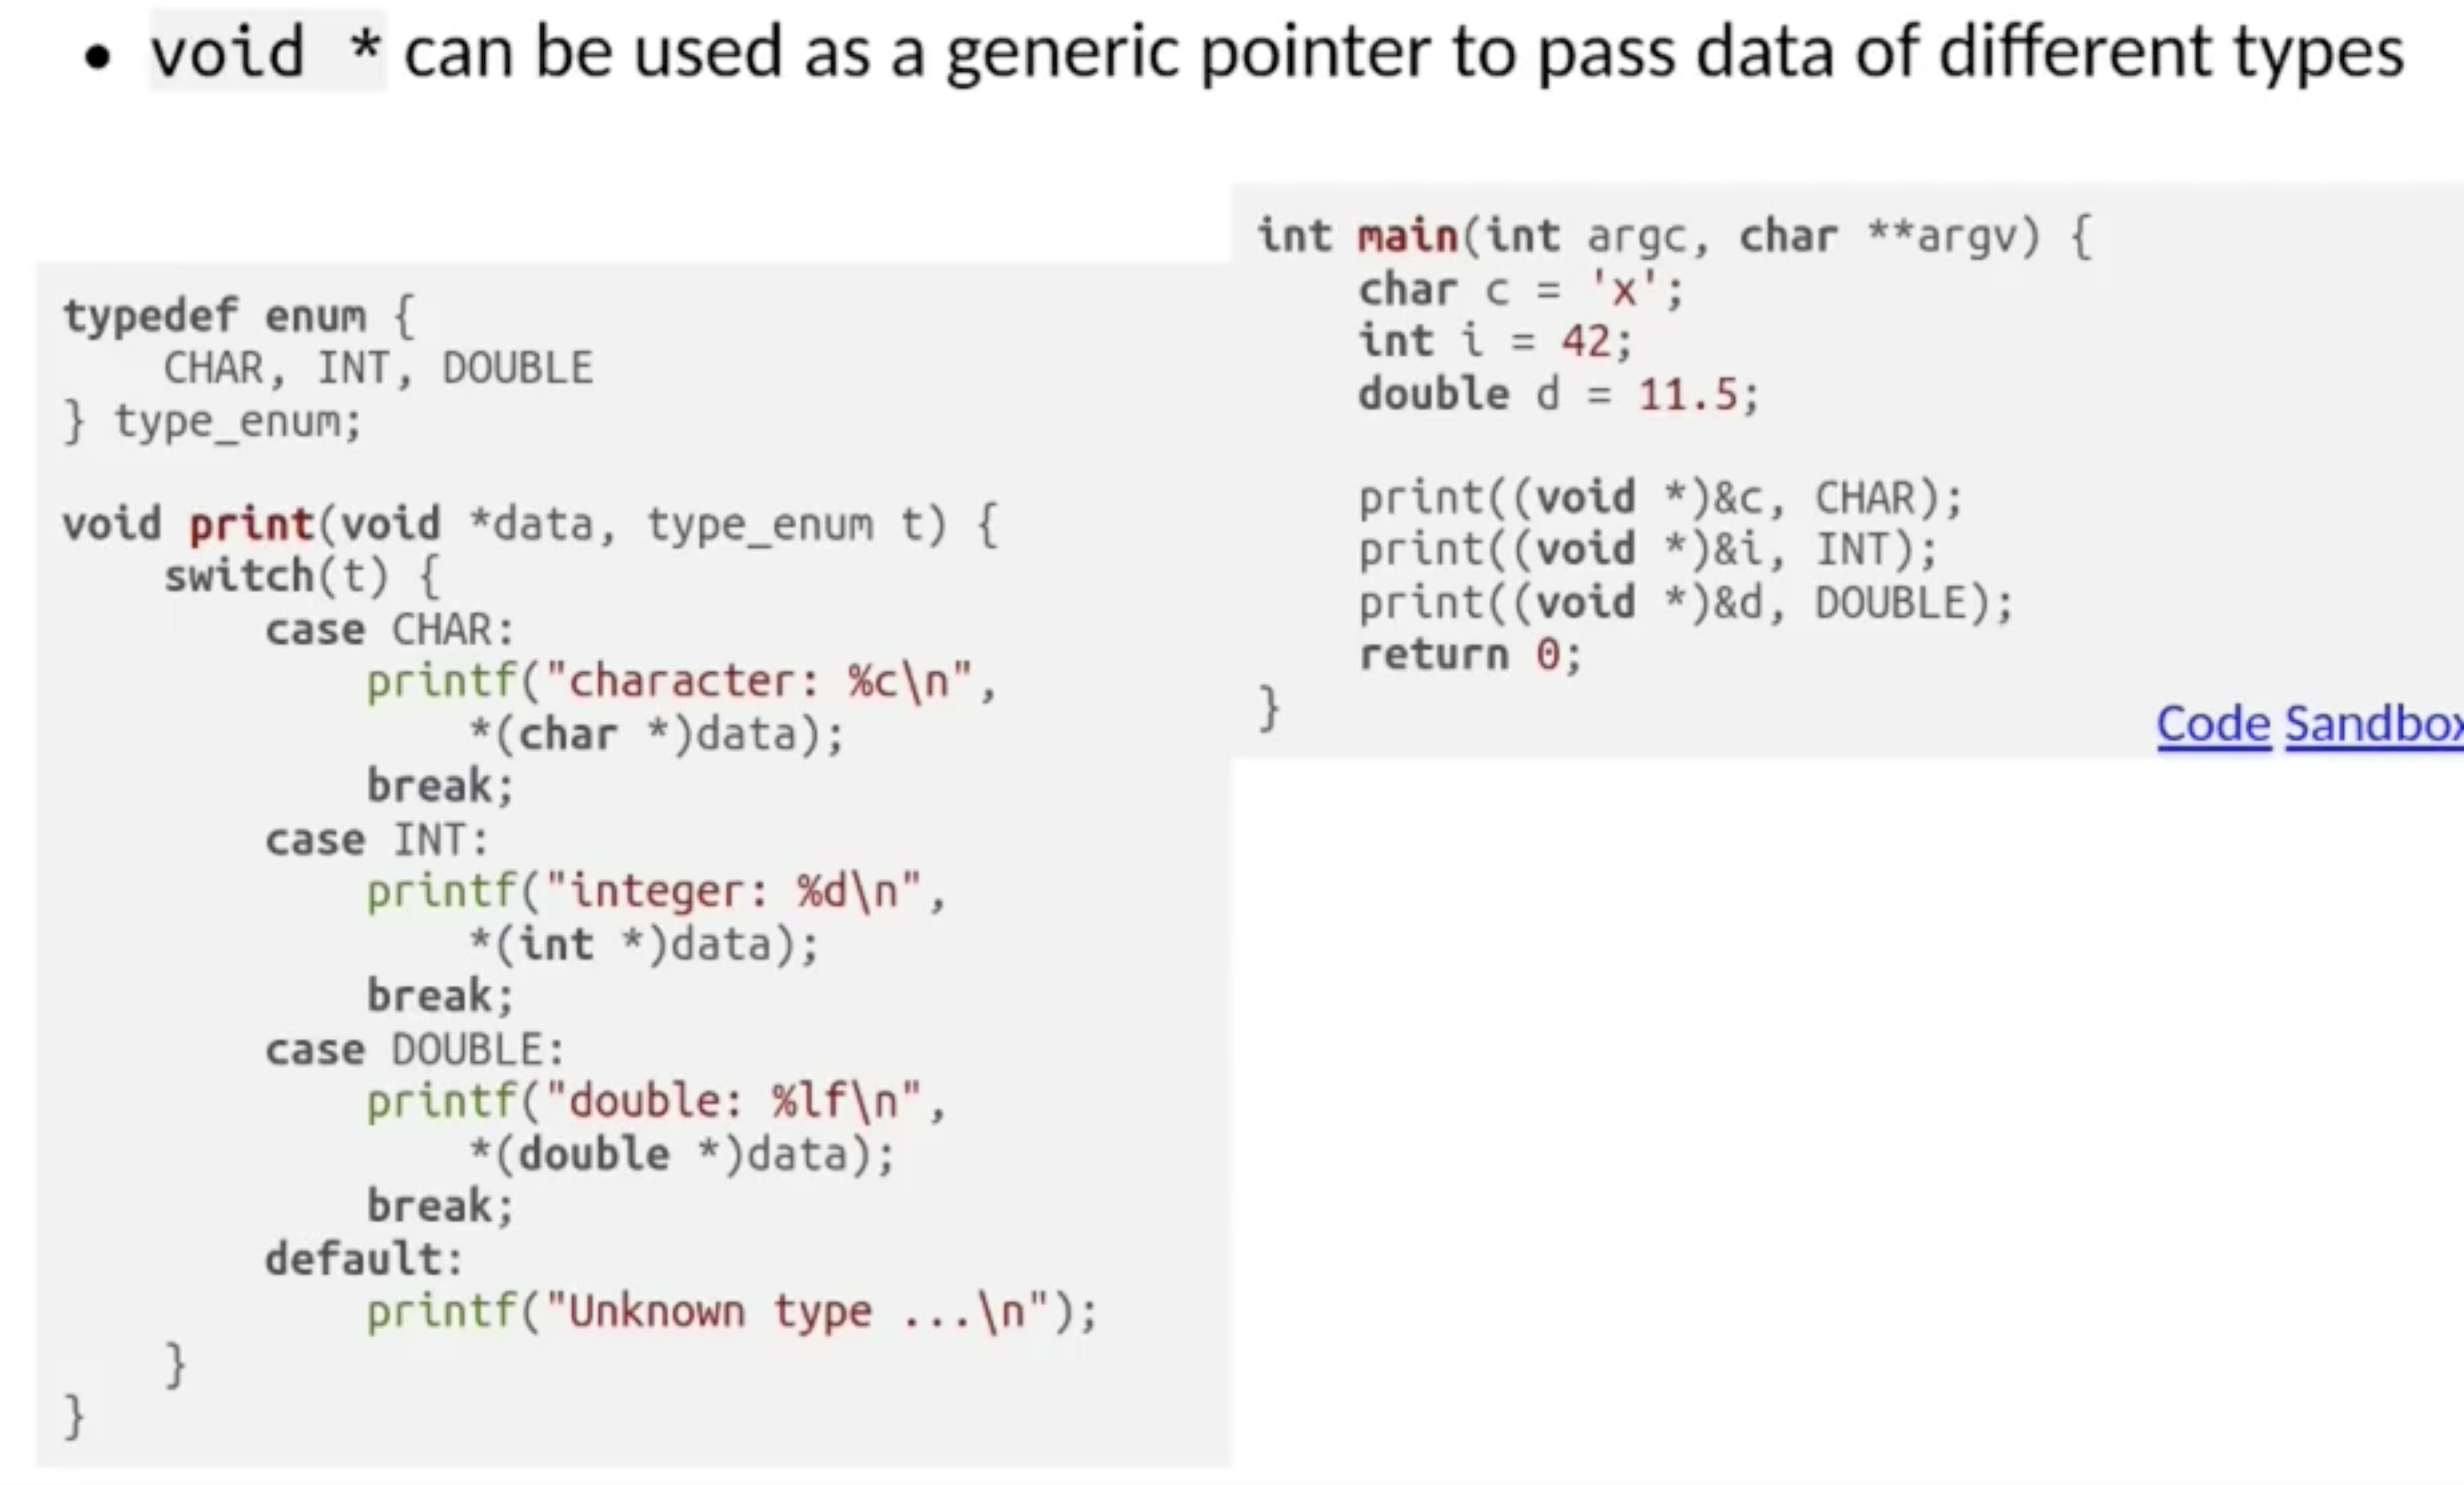 • void * can be used as a generic pointer to pass data of different types
typedef enum {
    CHAR, INT, DOUBLE
} type_enum;

void print(void *data, type_enum t) {
    switch(t) {
        case CHAR:
            printf("character: %c\n",
                *(char *)data);
            break;
        case INT:
            printf("integer: %d\n",
                *(int *)data);
            break;
        case DOUBLE:
            printf("double: %lf\n",
                *(double *)data);
            break;
        default:
            printf("Unknown type ...\n");
    }
}
int main(int argc, char **argv) {
    char c = 'x';
    int i = 42;
    double d = 11.5;

    print((void *)&c, CHAR);
    print((void *)&i, INT);
    print((void *)&d, DOUBLE);
    return 0;
}
Code Sandbox